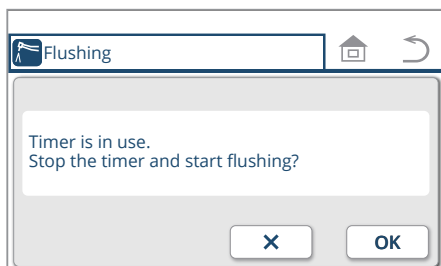 Flushing
Timer is in use.
Stop the timer and start flushing?
OK